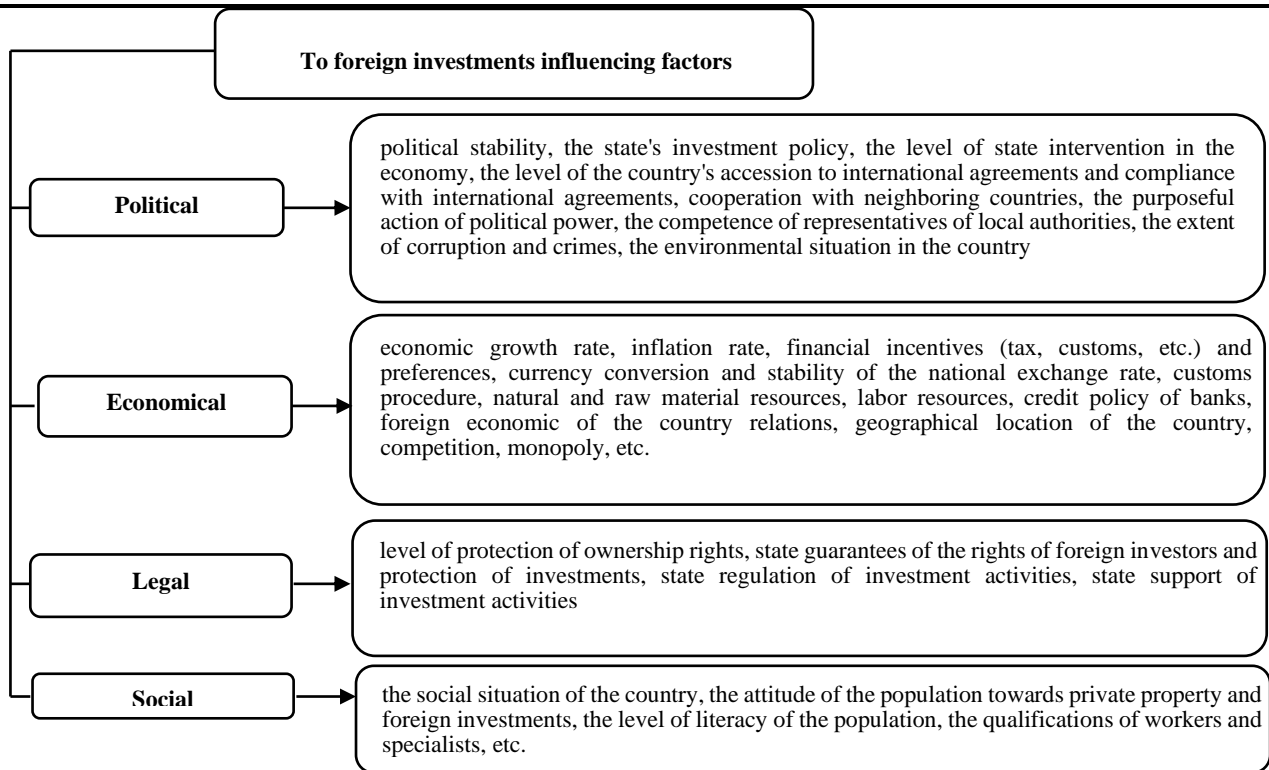 To foreign investments influencing factors
Political
political stability, the state's investment policy, the level of state intervention in the
economy, the level of the country's accession to international agreements and compliance
with international agreements, cooperation with neighboring countries, the purposeful
action of political power, the competence of representatives of local authorities, the extent
of corruption and crimes, the environmental situation in the country
Economical
economic growth rate, inflation rate, financial incentives (tax, customs, etc.) and
preferences, currency conversion and stability of the national exchange rate, customs
procedure, natural and raw material resources, labor resources, credit policy of banks,
foreign economic of the country relations, geographical location of the country,
competition, monopoly, etc.
Legal
level of protection of ownership rights, state guarantees of the rights of foreign investors and
protection of investments, state regulation of investment activities, state support of
investment activities
Social
the social situation of the country, the attitude of the population towards private property and
foreign investments, the level of literacy of the population, the qualifications of workers and
specialists, etc.